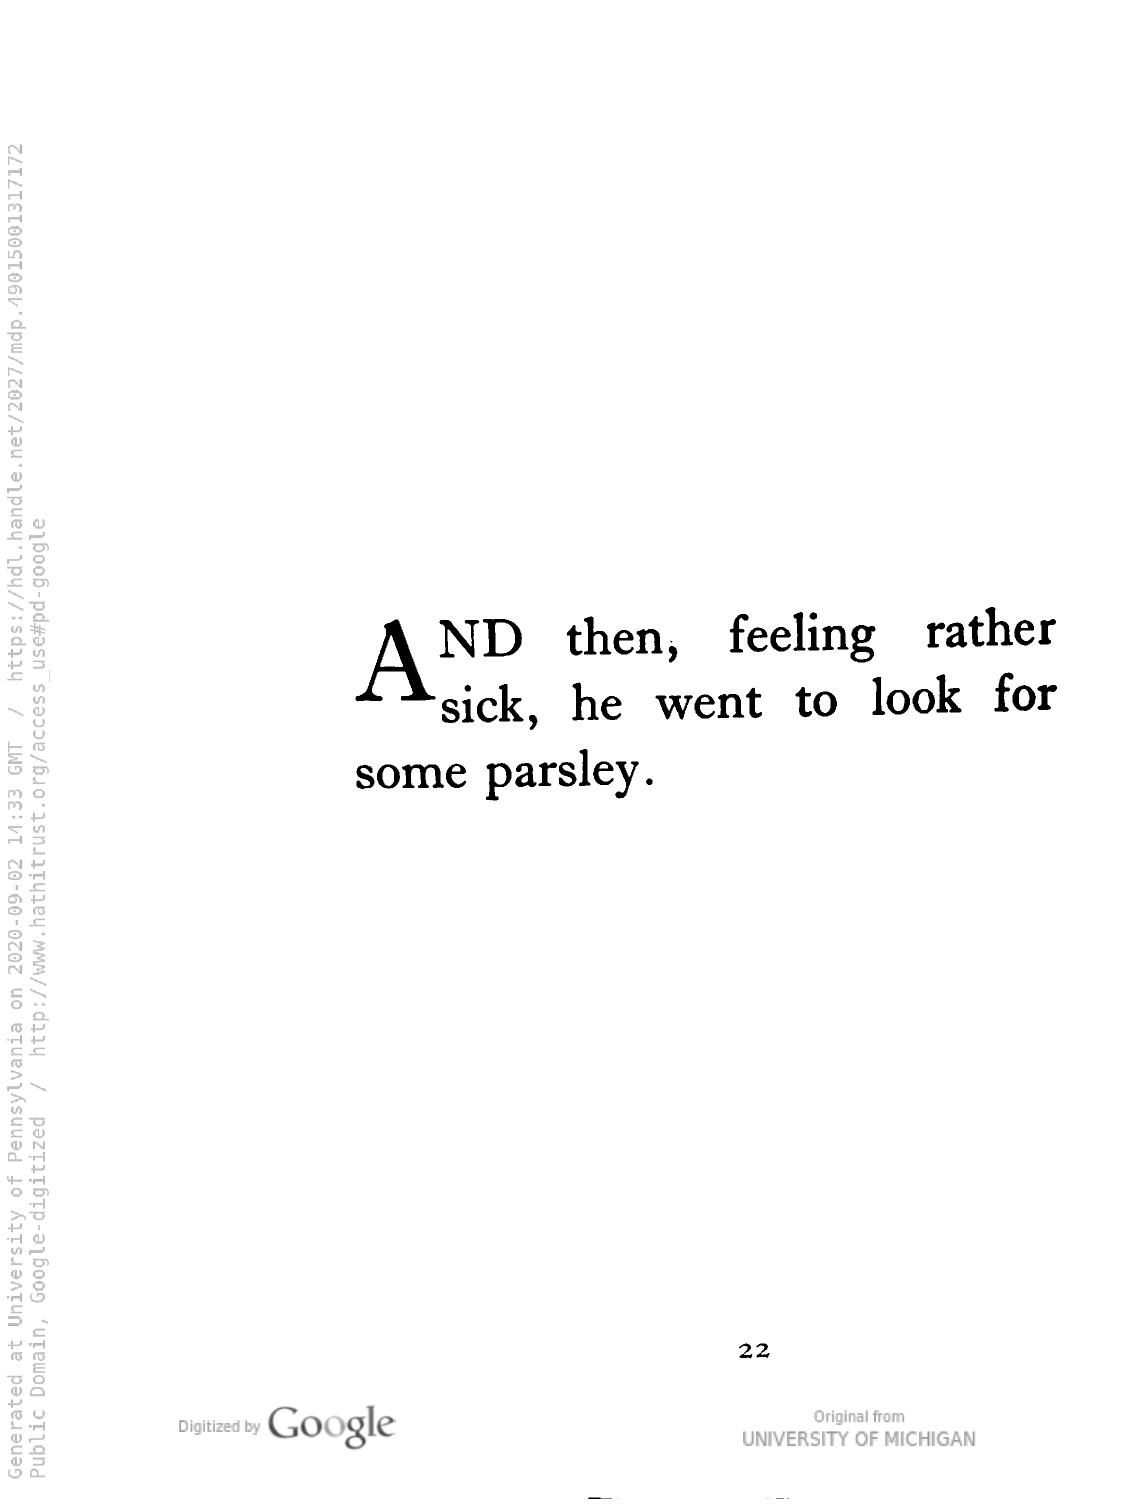 AND then, feeling rather
sick, he went to look for
some parsley.
22
Digitized by Google
Original from
UNIVERSITY OF MICHIGAN
Generated at University of Pennsylvania on 2020-09-02 14:33 GMT / https://hdl.handle.net/2027/mdp.49015001317172
Public Domain, Google-digitized / http://www.hathitrust.org/access_use#pd-google